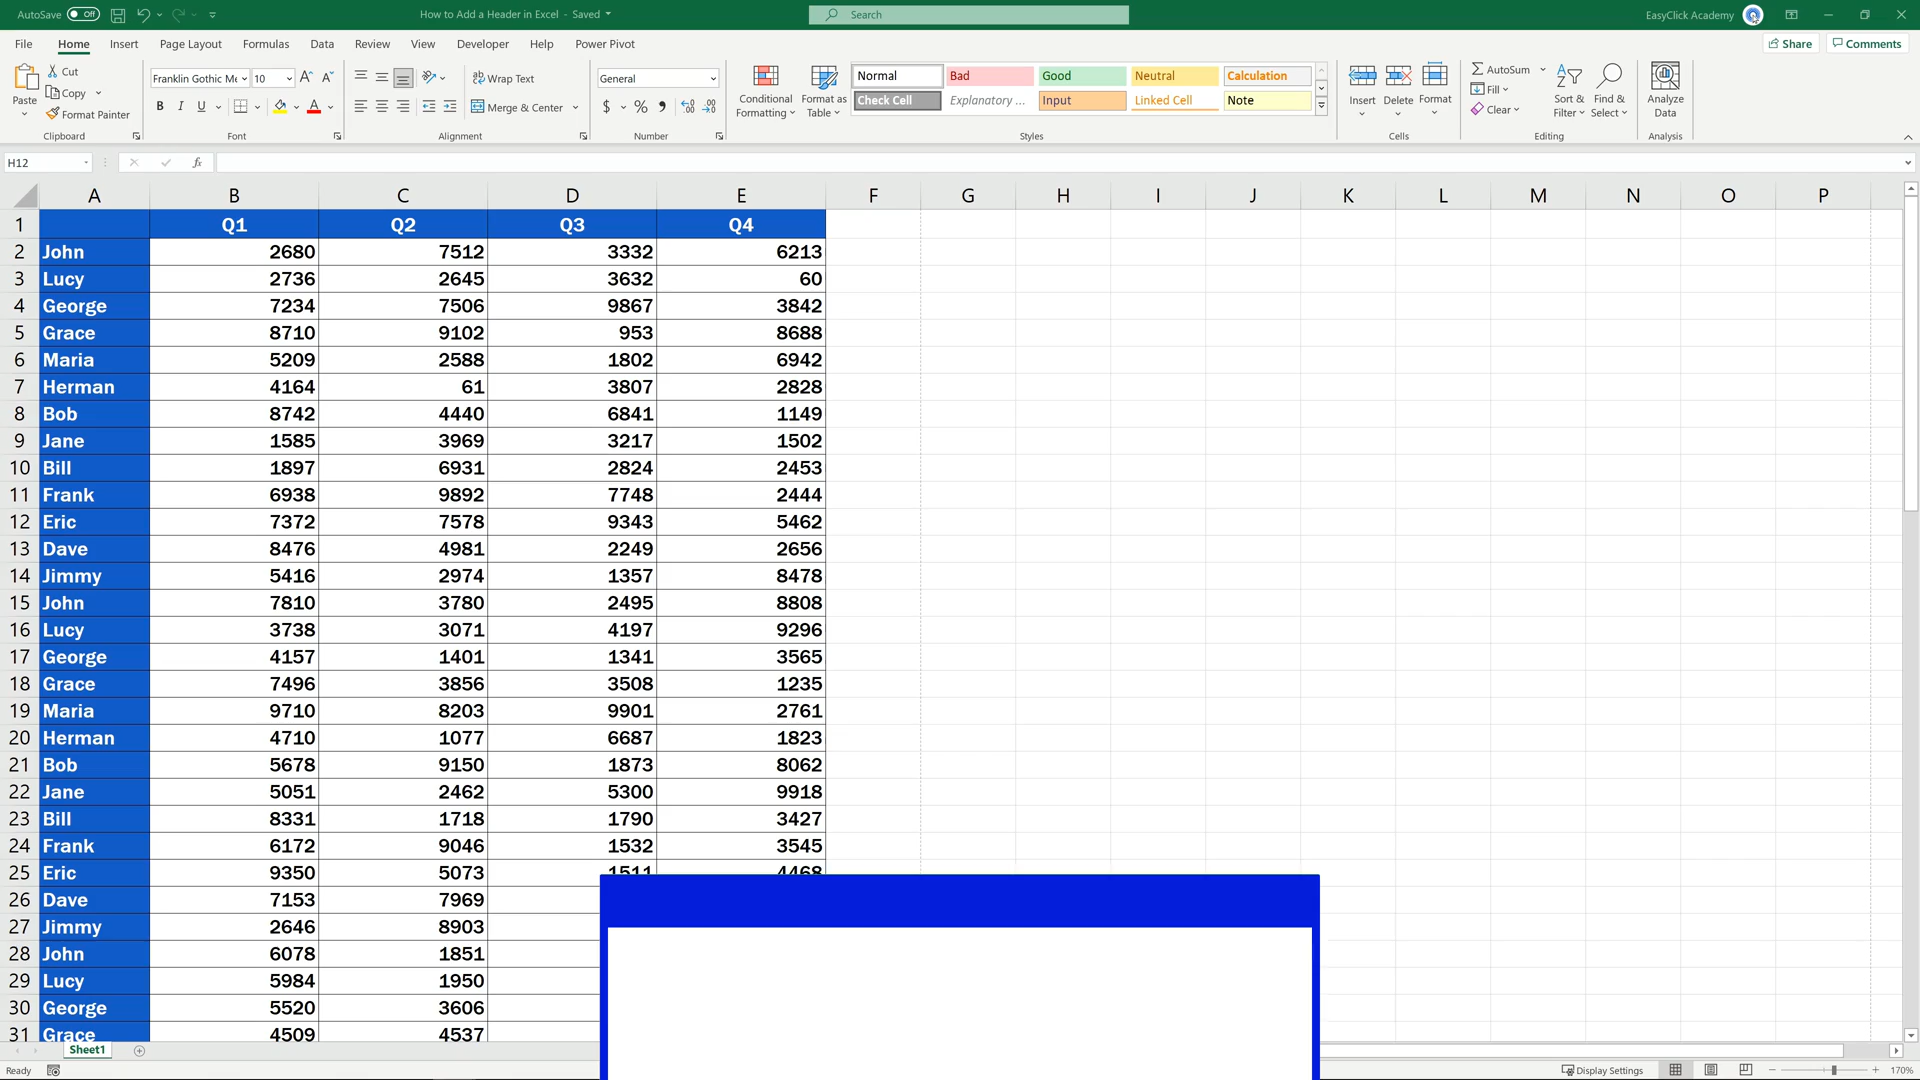 AutoSave Off How to Add a Header in Excel - Saved Search EasyClick Academy
File Home Insert Page Layout Formulas Data Review View Developer Help Power Pivot Share Comments
Paste Cut Copy Format Painter
Clipboard
Franklin Gothic Me 10
B I U
Font
Wrap Text
Merge & Center
Alignment
General
$ % ,
Number
Conditional Formatting Format as Table
Normal Bad Good Neutral Calculation
Check Cell Explanatory ... Input Linked Cell Note
Styles
Insert Delete Format
Cells
AutoSum Fill Clear Sort & Filter Find & Select
Editing
Analyze Data
Analysis
H12 fx
A B C D E F G H I J K L M N O P
1 Q1 Q2 Q3 Q4
2 John 2680 7512 3332 6213
3 Lucy 2736 2645 3632 60
4 George 7234 7506 9867 3842
5 Grace 8710 9102 953 8688
6 Maria 5209 2588 1802 6942
7 Herman 4164 61 3807 2828
8 Bob 8742 4440 6841 1149
9 Jane 1585 3969 3217 1502
10 Bill 1897 6931 2824 2453
11 Frank 6938 9892 7748 2444
12 Eric 7372 7578 9343 5462
13 Dave 8476 4981 2249 2656
14 Jimmy 5416 2974 1357 8478
15 John 7810 3780 2495 8808
16 Lucy 3738 3071 4197 9296
17 George 4157 1401 1341 3565
18 Grace 7496 3856 3508 1235
19 Maria 9710 8203 9901 2761
20 Herman 4710 1077 6687 1823
21 Bob 5678 9150 1873 8062
22 Jane 5051 2462 5300 9918
23 Bill 8331 1718 1790 3427
24 Frank 6172 9046 1532 3545
25 Eric 9350 5073 1511 4468
26 Dave 7153 7969
27 Jimmy 2646 8903
28 John 6078 1851
29 Lucy 5984 1950
30 George 5520 3606
31 Grace 4509 4537
Sheet1
Ready Display Settings 170%